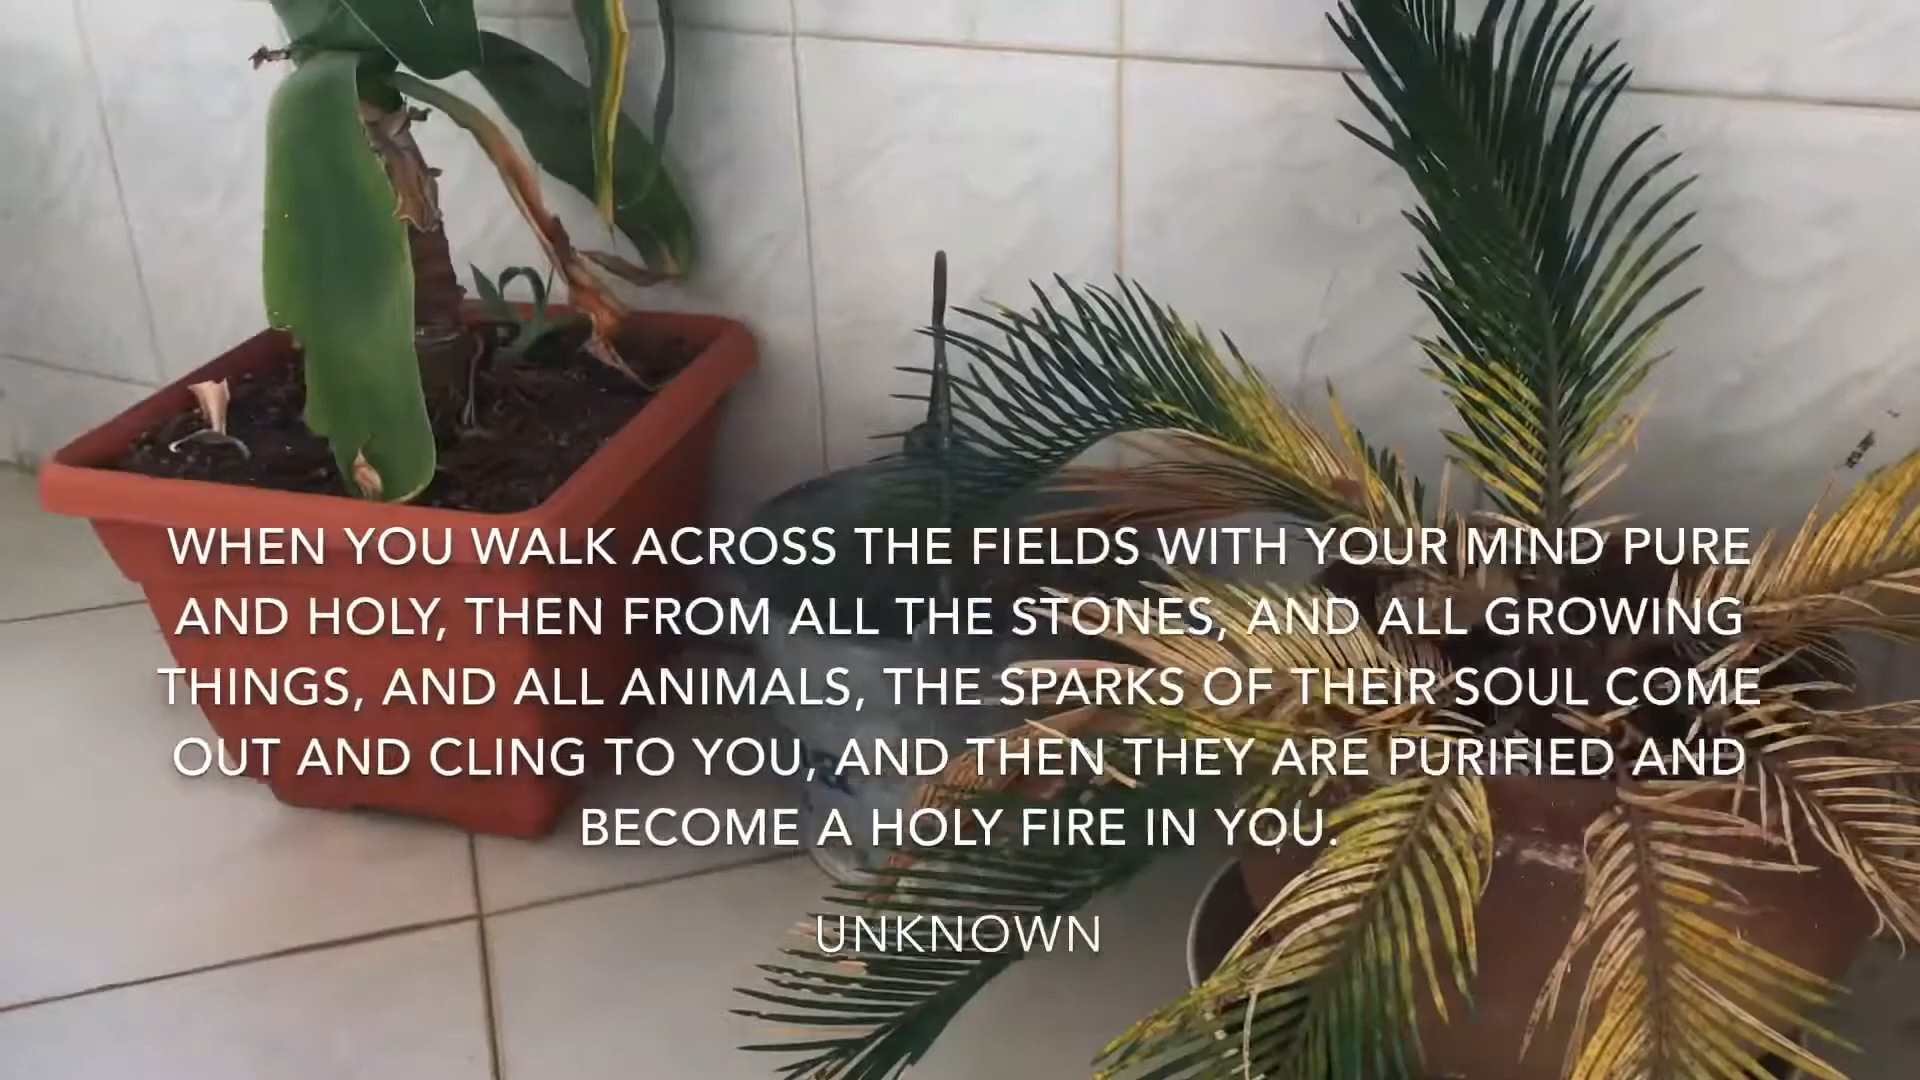 WHEN YOU WALK ACROSS THE FIELDS WITH YOUR MIND PURE
AND HOLY, THEN FROM ALL THE STONES, AND ALL GROWING
THINGS, AND ALL ANIMALS, THE SPARKS OF THEIR SOUL COME
OUT AND CLING TO YOU, AND THEN THEY ARE PURIFIED AND
BECOME A HOLY FIRE IN YOU.
UNKNOWN